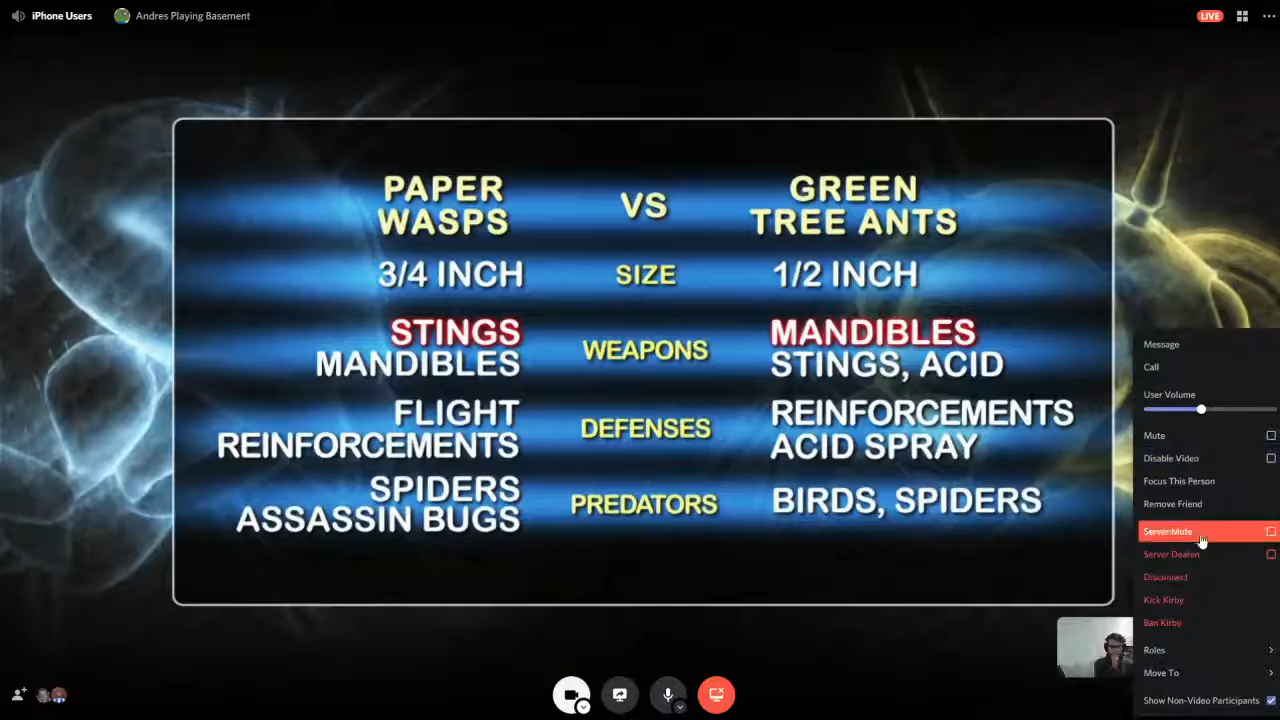 iPhone Users
Andres Playing Basement
LIVE
PAPER WASPS VS GREEN TREE ANTS
3/4 INCH SIZE 1/2 INCH
STINGS MANDIBLES WEAPONS MANDIBLES STINGS, ACID
FLIGHT REINFORCEMENTS DEFENSES REINFORCEMENTS ACID SPRAY
SPIDERS ASSASSIN BUGS PREDATORS BIRDS, SPIDERS
Message
Call
User Volume
Mute
Disable Video
Focus This Person
Remove Friend
Server Mute
Server Deafen
Disconnect
Kick Kirby
Ban Kirby
Roles
Move To
Show Non-Video Participants